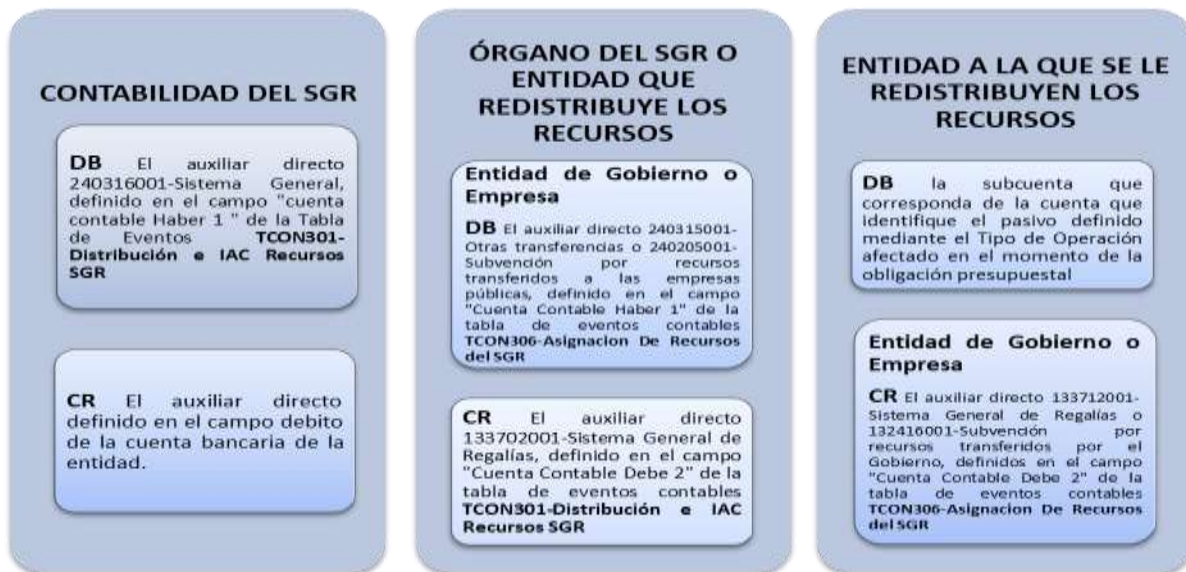 CONTABILIDAD DEL SGR
DB El auxiliar directo
240316001-Sistema General,
definido en el campo "cuenta
contable Haber 1 " de la Tabla
de Eventos TCON301-
Distribución e IAC Recursos
SGR
CR El auxiliar directo
definido en el campo debito
de la cuenta bancaria de la
entidad.
ÓRGANO DEL SGR O
ENTIDAD QUE
REDISTRIBUYE LOS
RECURSOS
Entidad de Gobierno o
Empresa
DB El auxiliar directo 240315001-
Otras transferencias o 240205001-
Subvención por recursos
transferidos a las empresas
públicas, definido en el campo
"Cuenta Contable Haber 1" de la
tabla de eventos contables
TCON306-Asignacion De Recursos
del SGR
CR El auxiliar directo
133702001-Sistema General de
Regalías, definido en el campo
"Cuenta Contable Debe 2" de la
tabla de eventos contables
TCON301-Distribución e IAC
Recursos SGR
ENTIDAD A LA QUE SE LE
REDISTRIBUYEN LOS
RECURSOS
DB la subcuenta que
corresponda de la cuenta que
identifique el pasivo definido
mediante el Tipo de Operación
afectado en el momento de la
obligación presupuestal
Entidad de Gobierno o
Empresa
CR El auxiliar directo 133712001-
Sistema General de Regalías o
132416001-Subvención por
recursos transferidos por el
Gobierno, definidos en el campo
"Cuenta Contable Debe 2" de la
tabla de eventos contables
TCON306-Asignacion De Recursos
del SGR